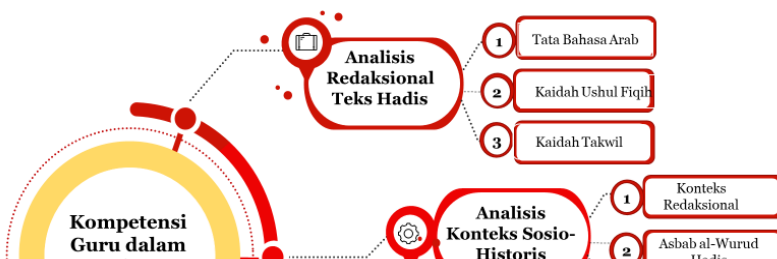 Analisis
Redaksional
Teks Hadis
1
Tata Bahasa Arab
2
Kaidah Ushul Fiqih
3
Kaidah Takwil
Kompetensi
Guru dalam
Analisis
Konteks Sosio-
Historis
1
Konteks
Redaksional
2
Asbab al-Wurud
Hadis